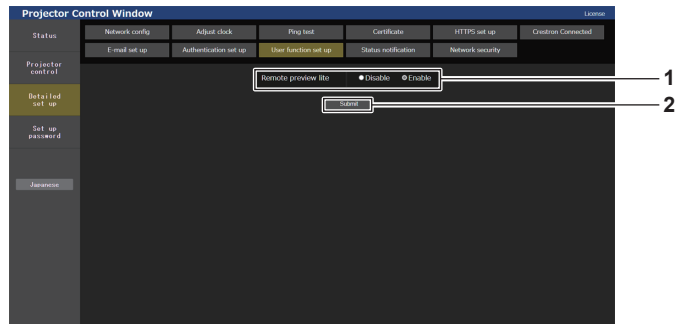 Projector Control Window
License
Status
Network config
Adjust clock
Ping test
Certificate
HTTPS set up
Crestron Connected
E-mail set up
Authentication set up
User function set up
Status notification
Network security
Projector
control
Detailed
set up
Set up
password
Japanese
Remote preview lite
Disable
Enable
1
Submit
2